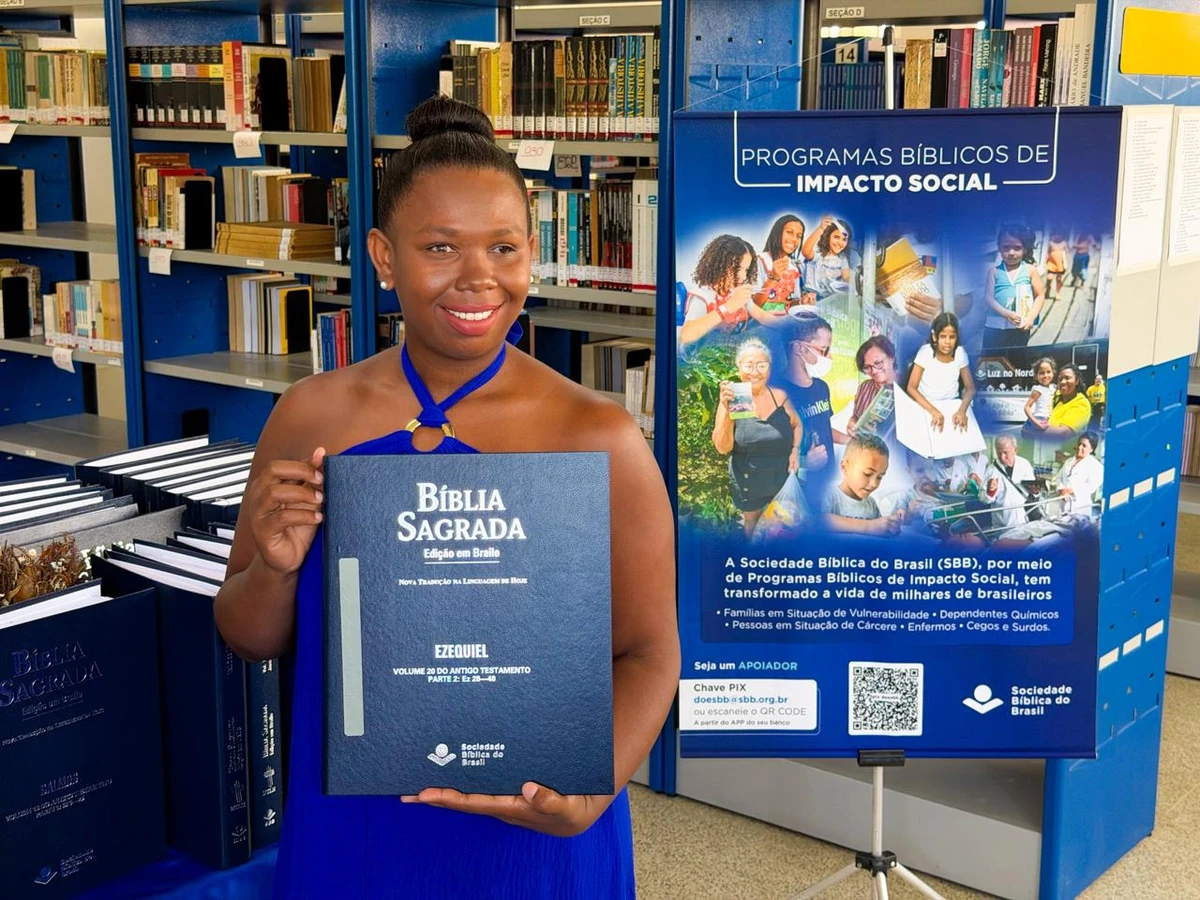 SEÇÃO C
SEÇÃO D
14
930
PROGRAMAS BÍBLICOS DE
IMPACTO SOCIAL
Luz no Nord
BÍBLIA
SAGRADA
Edição em Braile
NOVA TRADUÇÃO NA LINGUAGEM DE HOJE
EZEQUIEL
VOLUME 20 DO ANTIGO TESTAMENTO
PARTE 2: Ez 28—48
Sociedade
Bíblica do
Brasil
A Sociedade Bíblica do Brasil (SBB), por meio
de Programas Bíblicos de Impacto Social, tem
transformado a vida de milhares de brasileiros
• Famílias em Situação de Vulnerabilidade • Dependentes Químicos
• Pessoas em Situação de Cárcere • Enfermos • Cegos e Surdos.
Seja um APOIADOR
Chave PIX
doesbb@sbb.org.br
ou escaneie o QR CODE
A partir do APP do seu banco
Sociedade
Bíblica do
Brasil
BÍBLIA
SAGRADA
Edição em Braile
SALMOS